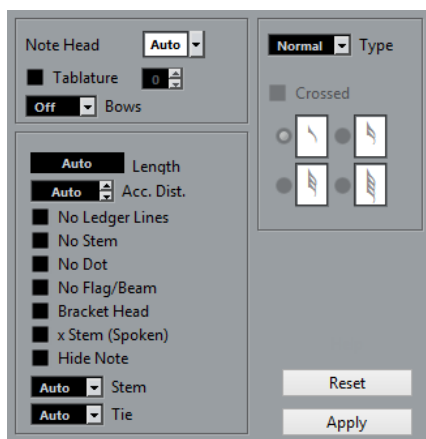 Note Head Auto
Tablature 0
Off Bows
Auto Length
Auto Acc. Dist.
No Ledger Lines
No Stem
No Dot
No Flag/Beam
Bracket Head
x Stem (Spoken)
Hide Note
Auto Stem
Auto Tie
Normal Type
Crossed
Reset
Apply